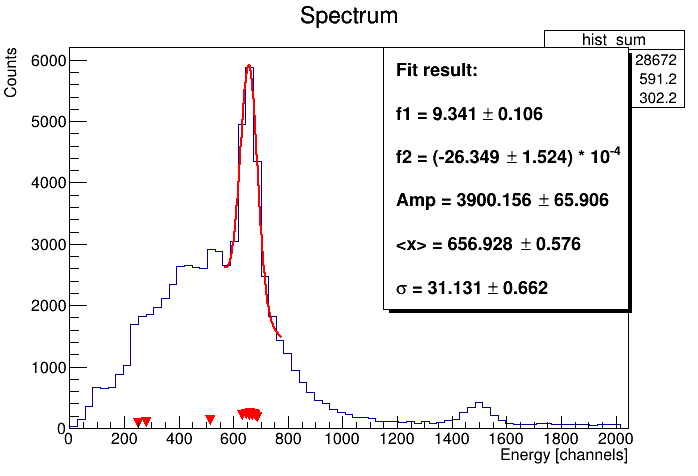 Spectrum
hist_sum
28672
591.2
302.2
Fit result:
f1 = 9.341 ± 0.106
f2 = (-26.349 ± 1.524) * 10^-4
Amp = 3900.156 ± 65.906
<x> = 656.928 ± 0.576
σ = 31.131 ± 0.662
Counts
6000
5000
4000
3000
2000
1000
0
0 200 400 600 800 1000 1200 1400 1600 1800 2000
Energy [channels]